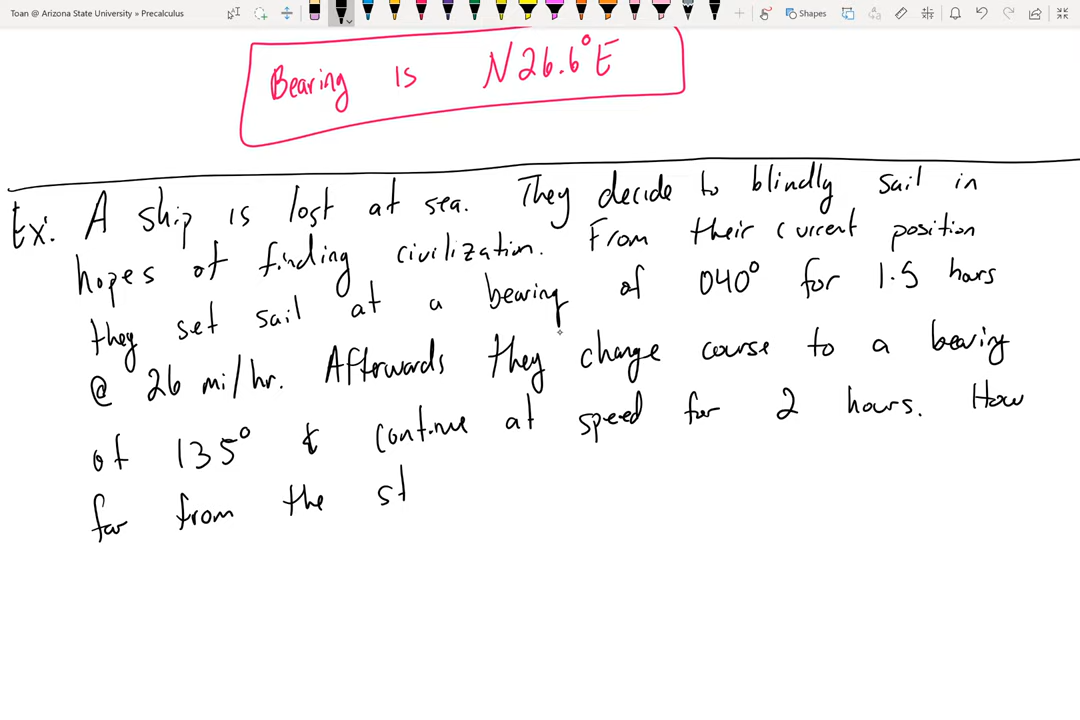 Toan @ Arizona State University » Precalculus
Shapes
Bearing is N26.6°E
Ex: A ship is lost at sea. They decide to blindly sail in
hopes of finding civilization. From their current position
they set sail at a bearing of 040° for 1.5 hours
@ 26 mi/hr. Afterwards they change course to a bearing
of 135° & continue at speed for 2 hours. How
far from the st